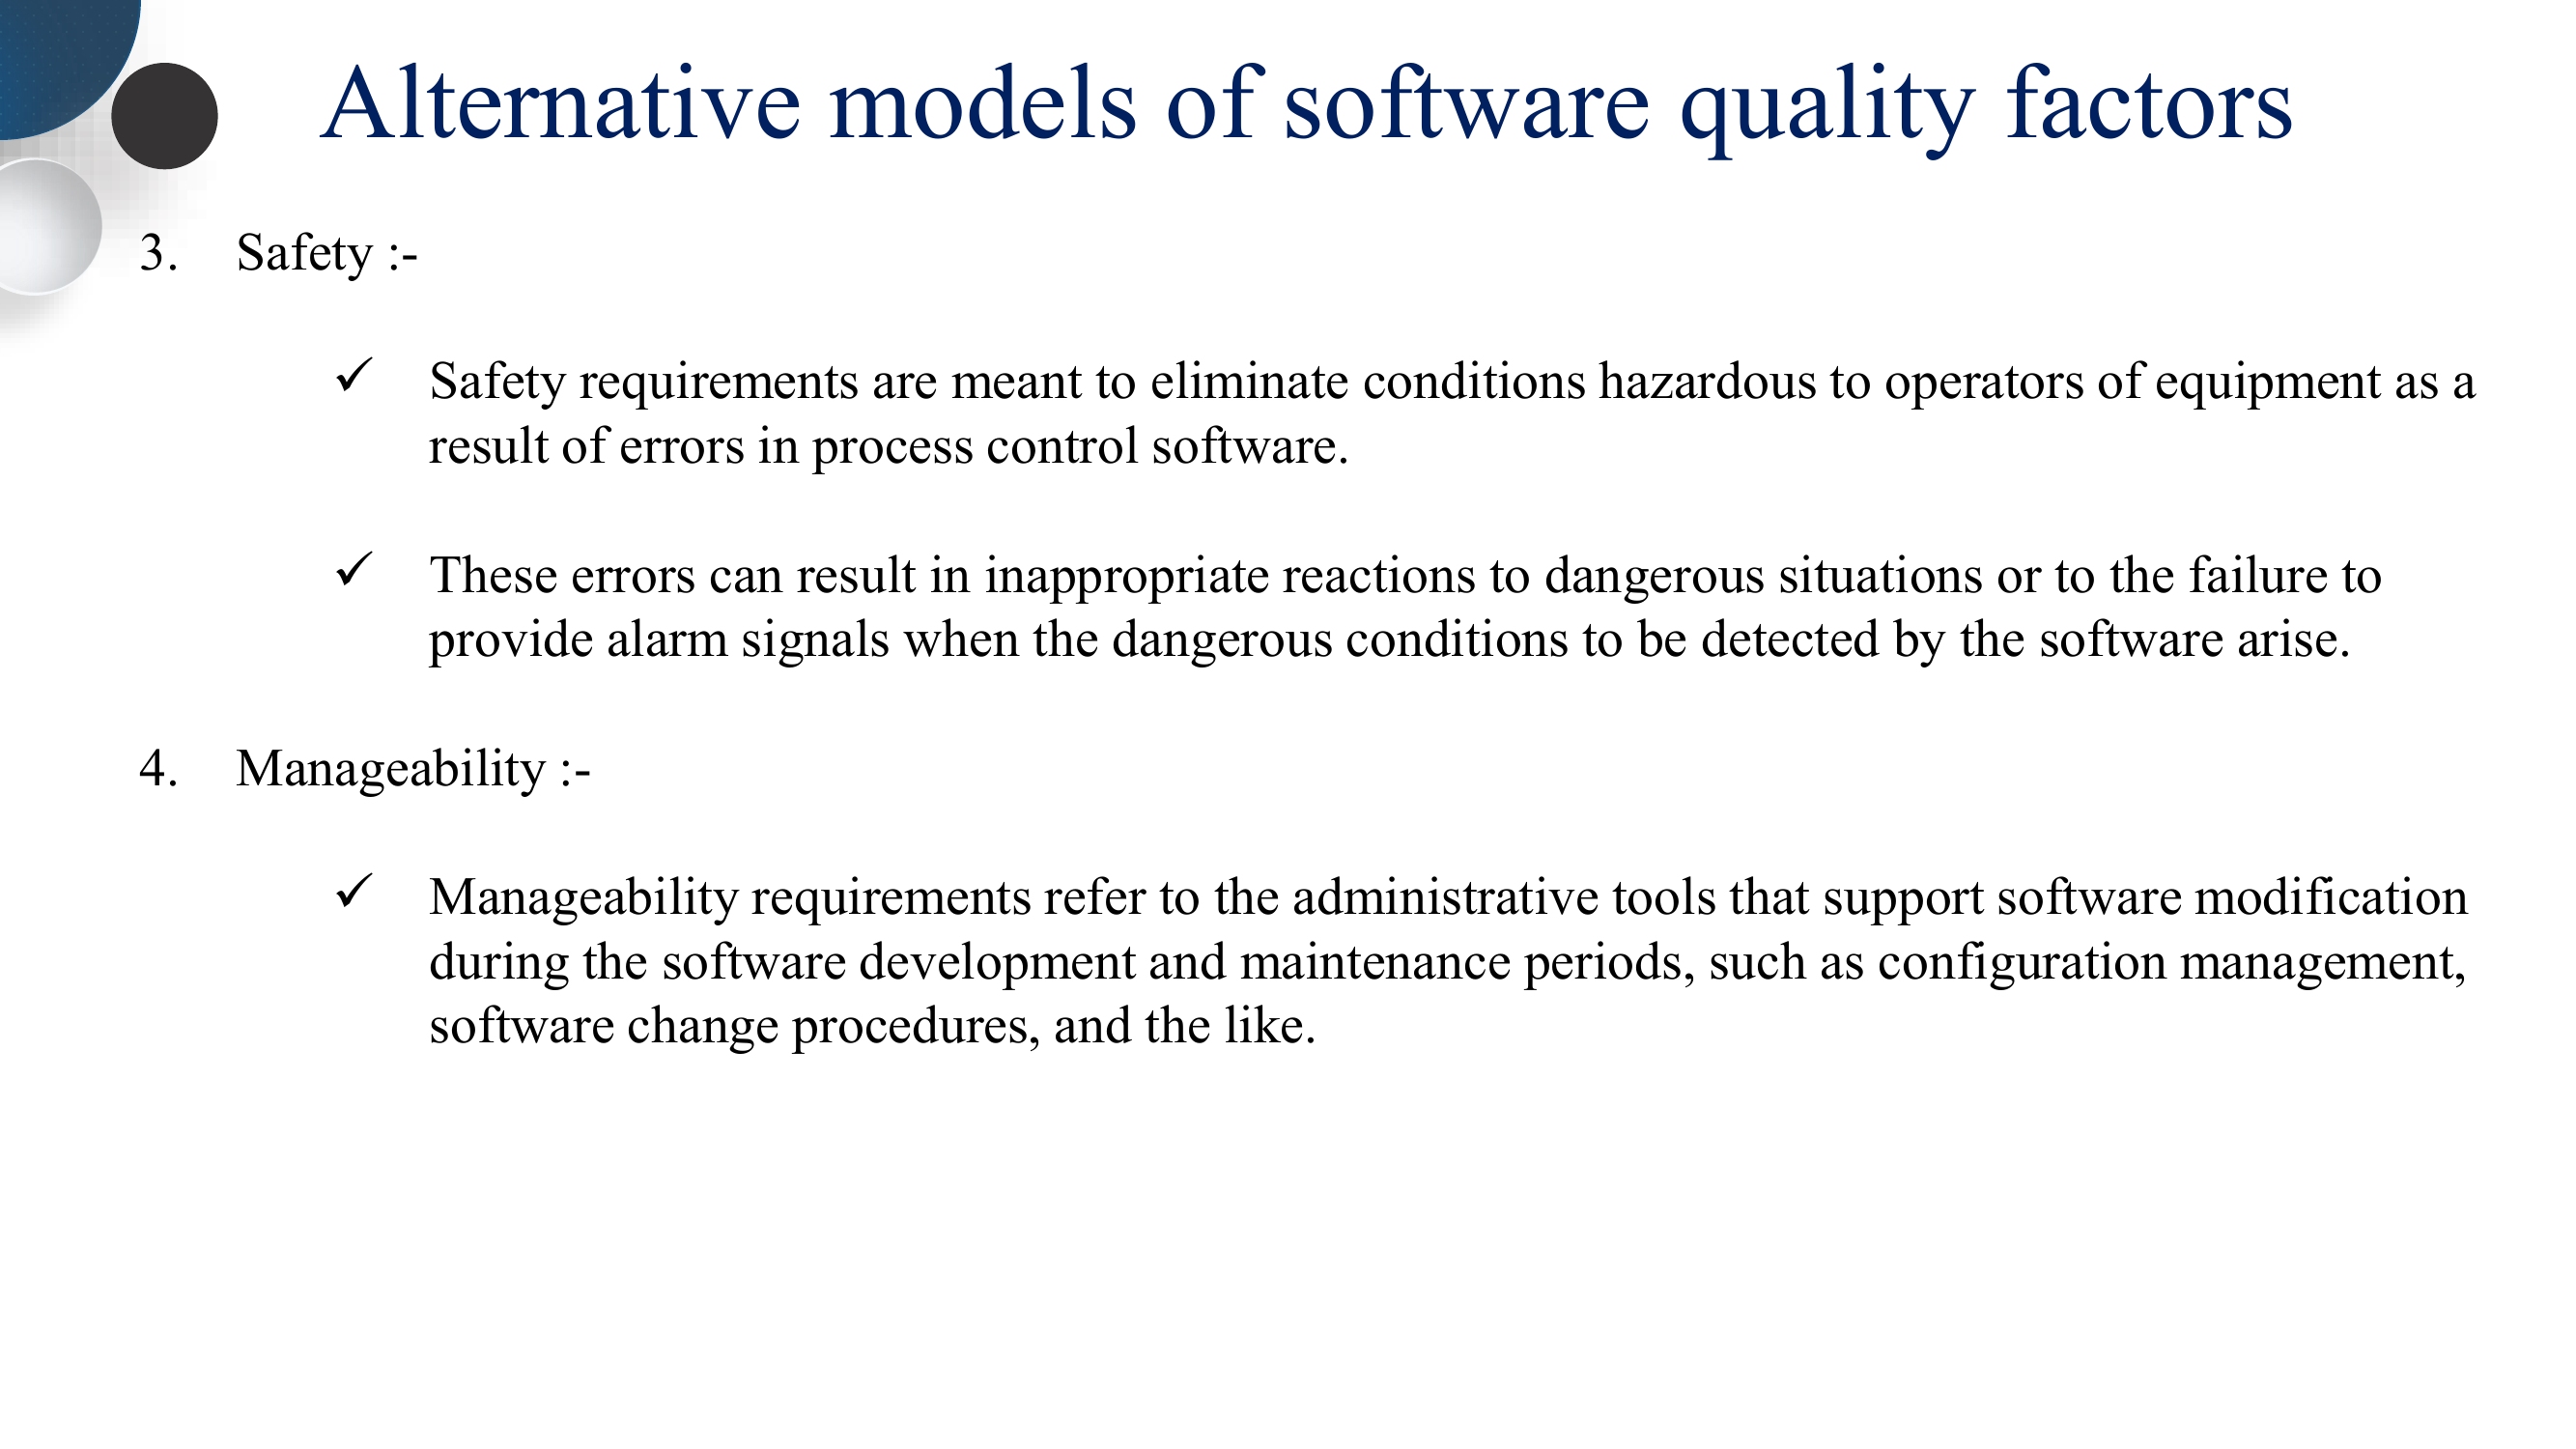 Alternative models of software quality factors
3. Safety :-
✓ Safety requirements are meant to eliminate conditions hazardous to operators of equipment as a
result of errors in process control software.
✓ These errors can result in inappropriate reactions to dangerous situations or to the failure to
provide alarm signals when the dangerous conditions to be detected by the software arise.
4. Manageability :-
✓ Manageability requirements refer to the administrative tools that support software modification
during the software development and maintenance periods, such as configuration management,
software change procedures, and the like.